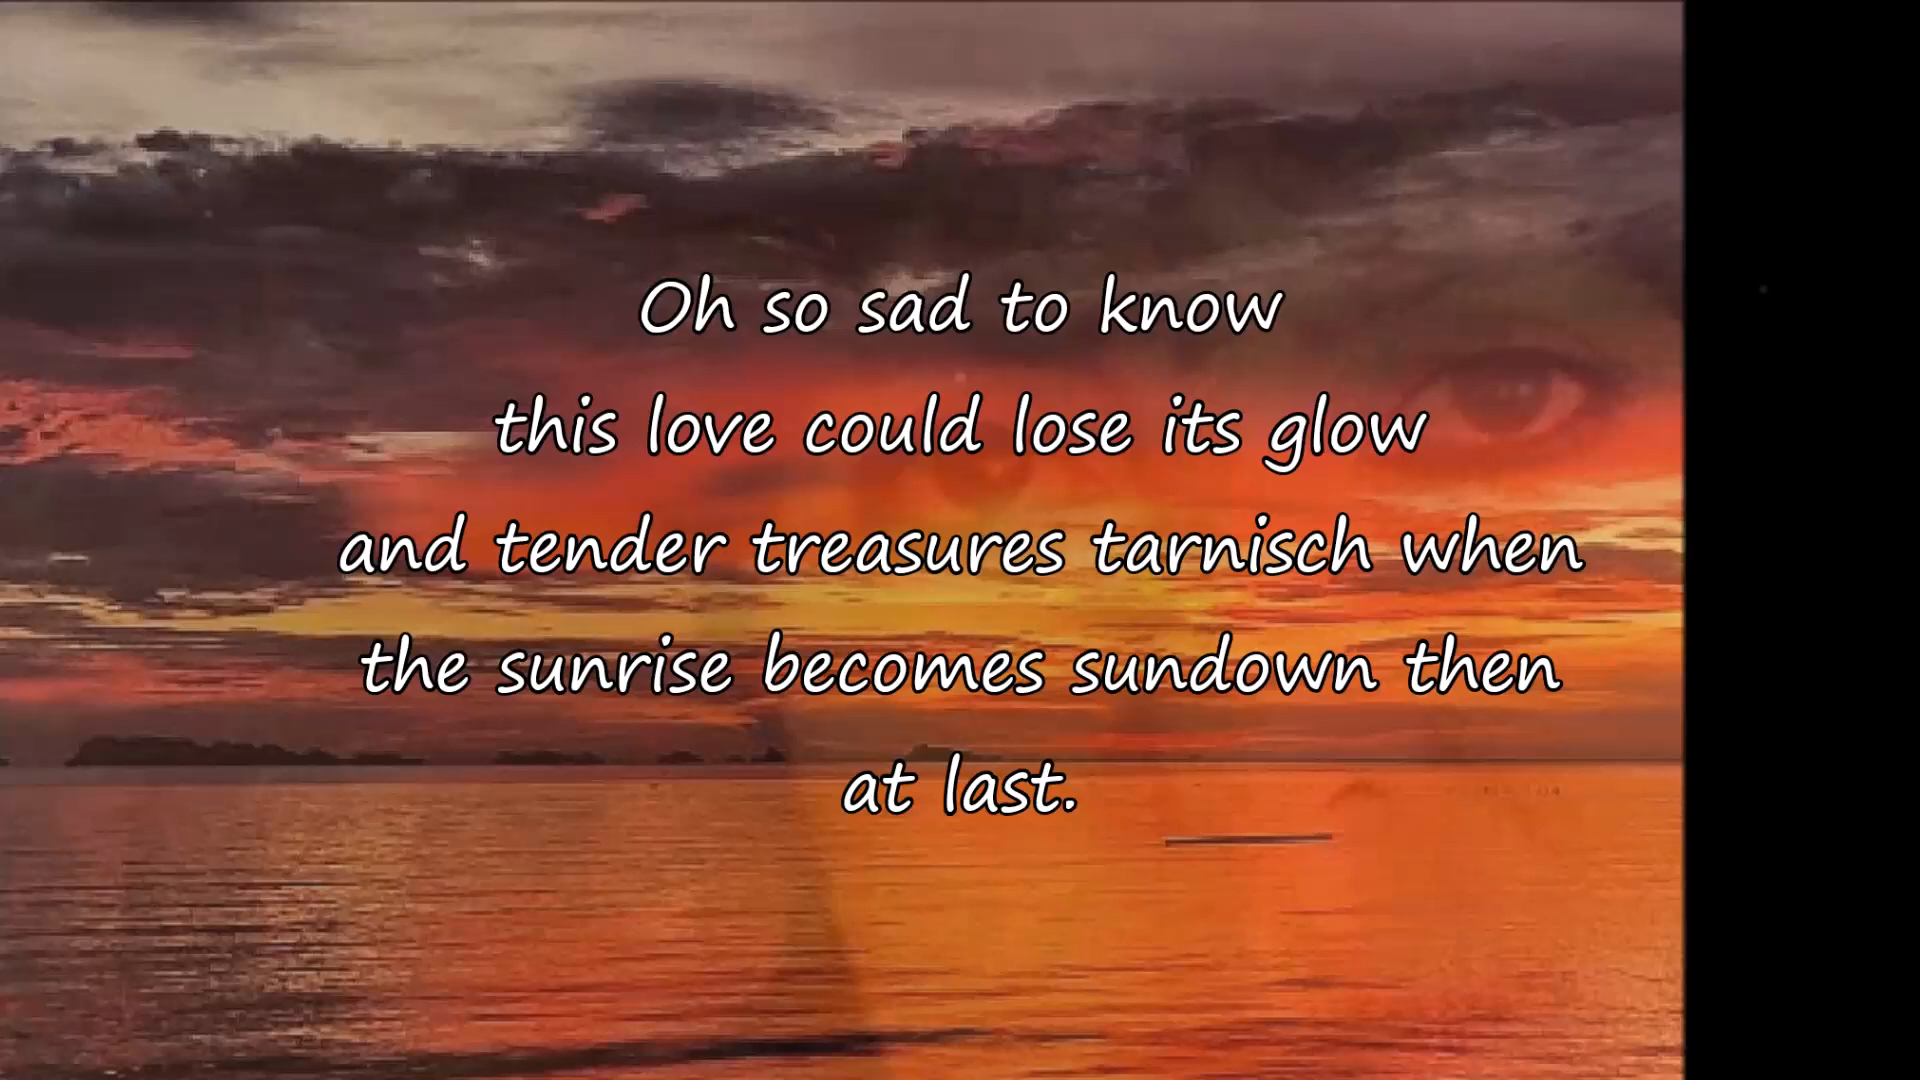 Oh so sad to know
this love could lose its glow
and tender treasures tarnisch when
the sunrise becomes sundown then
at last.